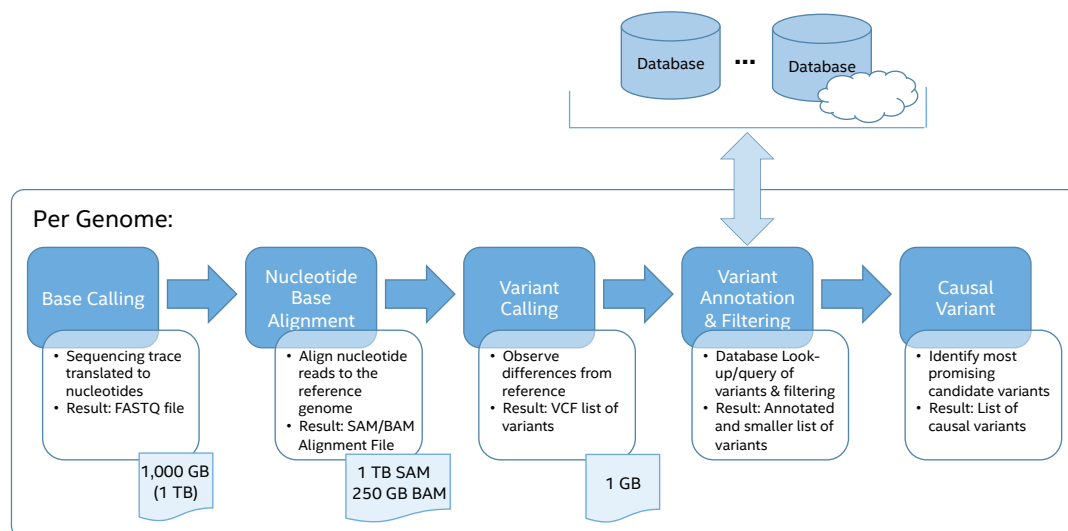 Database
...
Database
Per Genome:
Base Calling
Nucleotide
Base
Alignment
Variant
Calling
Variant
Annotation
& Filtering
Causal
Variant
• Sequencing trace
translated to
nucleotides
• Result: FASTQ file
• Align nucleotide
reads to the
reference
genome
• Result: SAM/BAM
Alignment File
• Observe
differences from
reference
• Result: VCF list of
variants
• Database Look-
up/query of
variants & filtering
• Result: Annotated
and smaller list of
variants
• Identify most
promising
candidate variants
• Result: List of
causal variants
1,000 GB
(1 TB)
1 TB SAM
250 GB BAM
1 GB